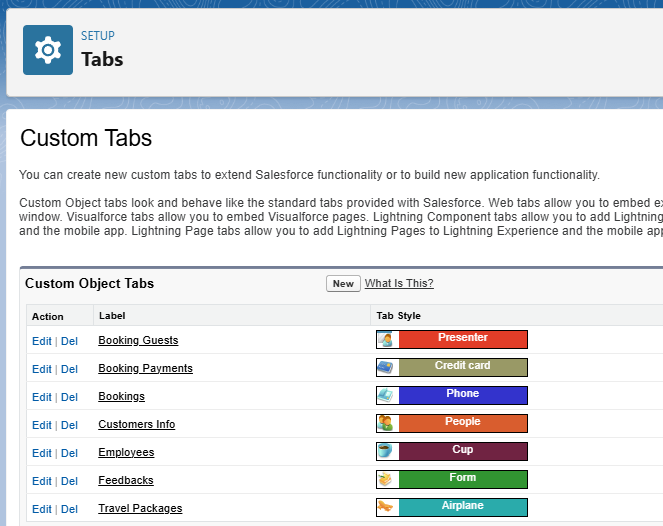 SETUP
Tabs
Custom Tabs
You can create new custom tabs to extend Salesforce functionality or to build new application functionality.
Custom Object tabs look and behave like the standard tabs provided with Salesforce. Web tabs allow you to embed
window. Visualforce tabs allow you to embed Visualforce pages. Lightning Component tabs allow you to add Lightning
and the mobile app. Lightning Page tabs allow you to add Lightning Pages to Lightning Experience and the mobile
Custom Object Tabs New What Is This?
Action Label Tab Style
Edit | Del Booking Guests Presenter
Edit | Del Booking Payments Credit card
Edit | Del Bookings Phone
Edit | Del Customers Info People
Edit | Del Employees Cup
Edit | Del Feedbacks Form
Edit | Del Travel Packages Airplane